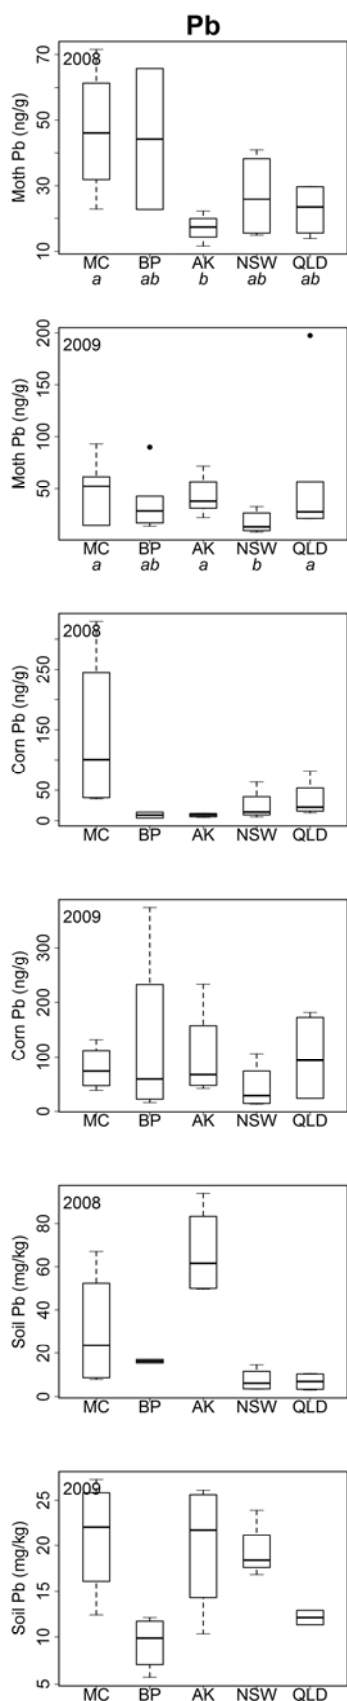 Pb
2008
Moth Pb (ng/g)
70
50
30
10
MC BP AK NSW QLD
a ab b ab ab
2009
Moth Pb (ng/g)
200
150
100
50
MC BP AK NSW QLD
a ab a b a
2008
Corn Pb (ng/g)
250
150
50
0
MC BP AK NSW QLD
2009
Corn Pb (ng/g)
300
200
100
0
MC BP AK NSW QLD
2008
Soil Pb (mg/kg)
80
60
40
20
0
MC BP AK NSW QLD
2009
Soil Pb (mg/kg)
25
20
15
10
5
MC BP AK NSW QLD